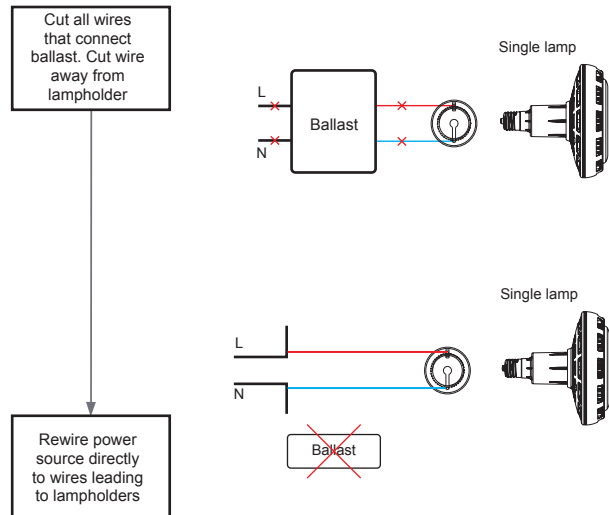 Cut all wires
that connect
ballast. Cut wire
away from
lampholder
Single lamp
L
Ballast
N
Single lamp
L
N
Ballast
Rewire power
source directly
to wires leading
to lampholders